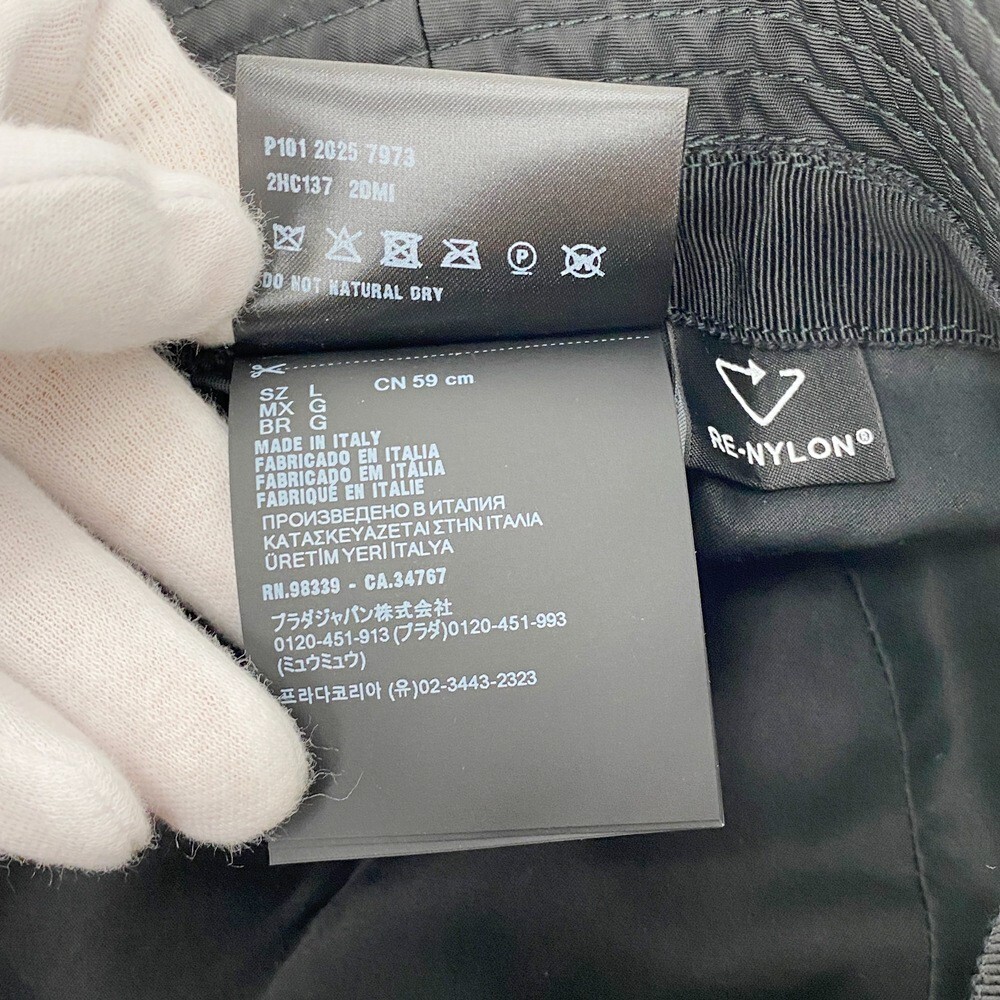 P101 2025 7973
2HC137 2DMI
P W
DO NOT NATURAL DRY
SZ L CN 59 cm
MX G
BR G
MADE IN ITALY
FABRICADO EN ITALIA
FABRICADO EM ITÁLIA
FABRIQUÉ EN ITALIE
ПРОИЗВЕДЕНО В ИТАЛИЯ
ΚΑΤΑΣΚΕΥΑΖΕΤΑΙ ΣΤΗΝ ΙΤΑΛΙΑ
ÜRETİM YERİ İTALYA
RN.98339 - CA.34767
プラダジャパン株式会社
0120-451-913 (プラダ)0120-451-993
(ミュウミュウ)
프라다코리아 (유)02-3443-2323
RE-NYLON®